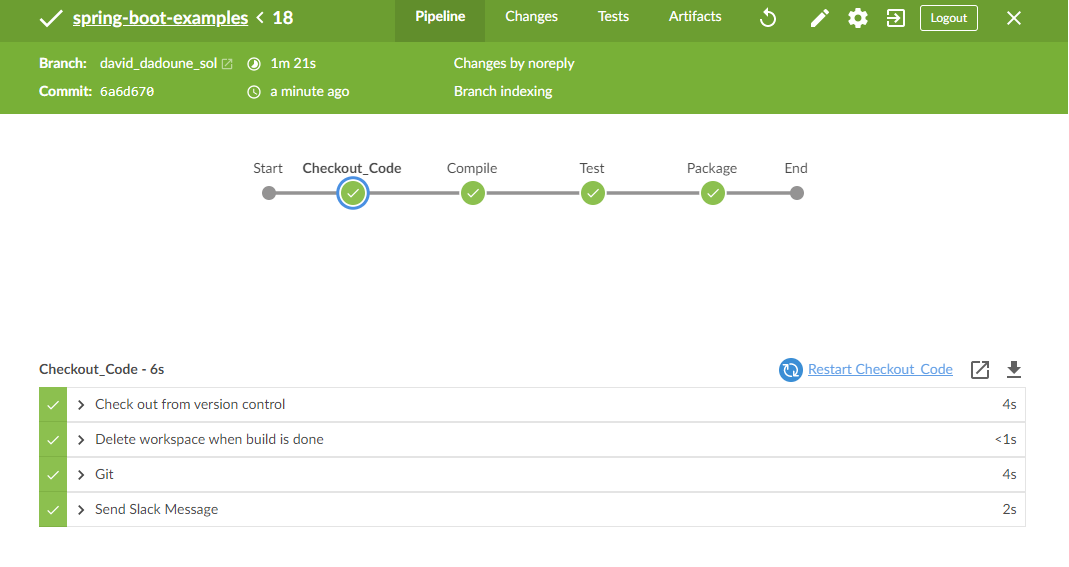 spring-boot-examples < 18
Pipeline
Changes
Tests
Artifacts
Logout
Branch: david_dadoune_sol
1m 21s
Changes by noreply
Commit: 6a6d670
a minute ago
Branch indexing
Start
Checkout_Code
Compile
Test
Package
End
Checkout_Code - 6s
Restart Checkout_Code
Check out from version control
4s
Delete workspace when build is done
<1s
Git
4s
Send Slack Message
2s